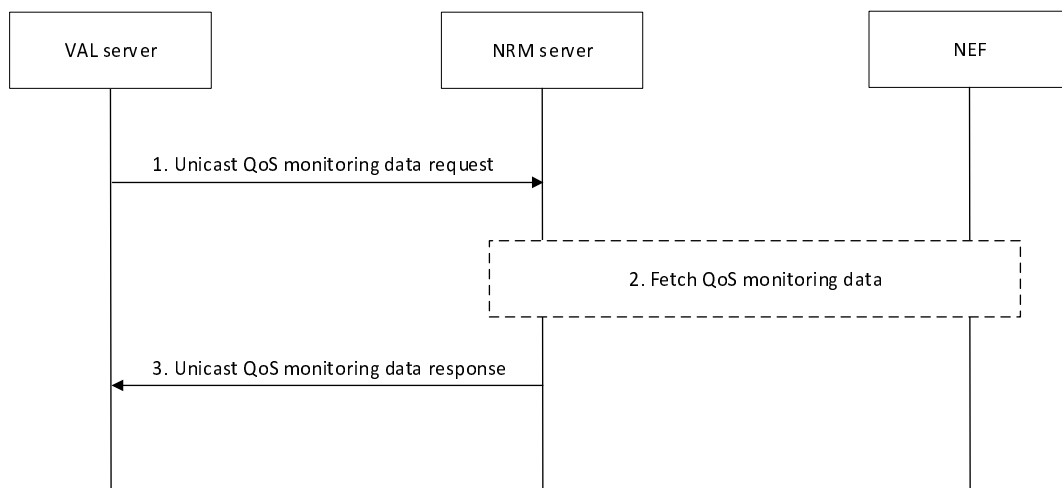 VAL server
NRM server
NEF
1. Unicast QoS monitoring data request
2. Fetch QoS monitoring data
3. Unicast QoS monitoring data response